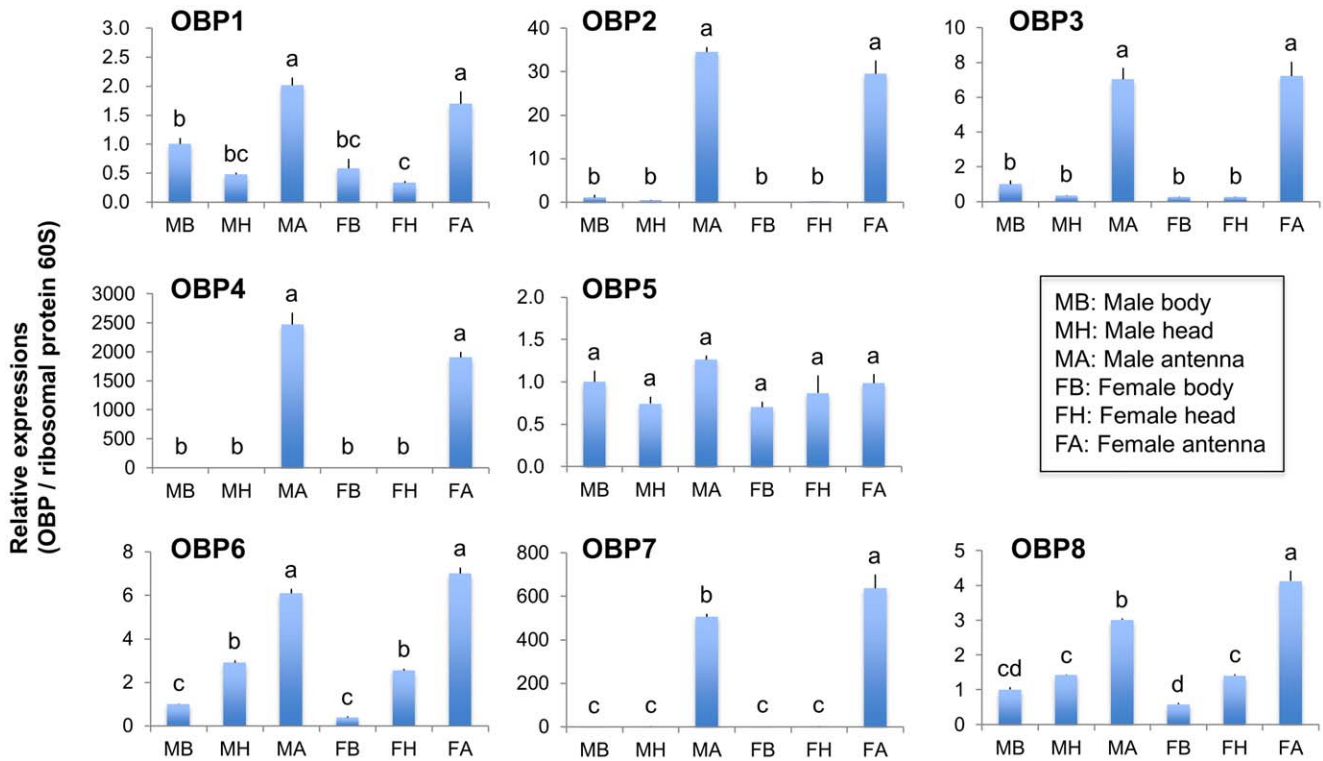 Relative expressions
(OBP / ribosomal protein 60S)
OBP1
3.0
2.5
2.0
1.5
1.0
0.5
0.0
b
bc
a
bc
c
a
MB MH MA FB FH FA
OBP2
40
30
20
10
0
b
b
a
b
b
a
MB MH MA FB FH FA
OBP3
10
8
6
4
2
0
b
b
a
b
b
a
MB MH MA FB FH FA
OBP4
3000
2500
2000
1500
1000
500
0
b
b
a
b
b
a
MB MH MA FB FH FA
OBP5
2.0
1.5
1.0
0.5
0.0
a
a
a
a
a
a
MB MH MA FB FH FA
MB: Male body
MH: Male head
MA: Male antenna
FB: Female body
FH: Female head
FA: Female antenna
OBP6
8
6
4
2
0
c
b
a
c
b
a
MB MH MA FB FH FA
OBP7
800
600
400
200
0
c
c
b
c
c
a
MB MH MA FB FH FA
OBP8
5
4
3
2
1
0
cd
c
b
d
c
a
MB MH MA FB FH FA